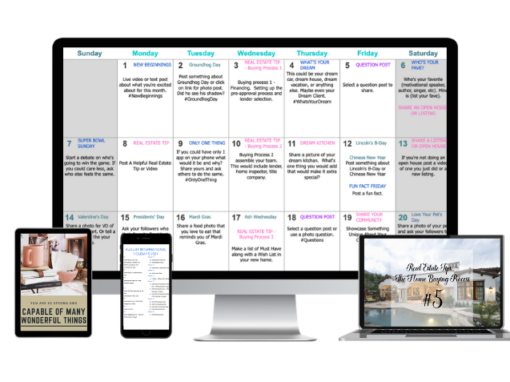 Sunday Monday Tuesday Wednesday Thursday Friday Saturday
1 NEW BEGINNINGS
Live video or text post
about what you're excited
about for this month.
#NewBeginnings
2 Groundhog Day
Post something about
Groundhog Day or click
on link for photo post.
Did he see his shadow?
#GroundhogDay
3 REAL ESTATE TIP
- Buying Process 1
Buying process 1 -
Financing. Setting up the
pre-approval process and
lender selection.
4 WHAT'S YOUR
DREAM
This could be your dream
car, dream house, dream
vacation, or anything
else. Maybe even your
Dream Client.
#WhatsYourDream
5 QUESTION POST
Select a question post to
share.
6 WHO'S YOUR
FAVE!
Who's your favorite
(motivational speaker,
author, singer, etc). Mine
is (list your fave).
SHARE AN OPEN HOUSE
OR LISTING
7 SUPER BOWL
SUNDAY
Start a debate on who's
going to win the game. If
you could care less, ask
who else feels the same.
8 REAL ESTATE TIP
Post A Helpful Real Estate
Tip or Video
9 ONLY ONE THING
If you could have only 1
app on your phone what
would it be and why?
Share yours and ask
others to do the same.
#OnlyOneThing
10 REAL ESTATE TIP
- Buying Process 2
Buying Process 2
assemble your team.
This would include lender,
home inspector, title
company.
11 DREAM KITCHEN
Share a picture of your
dream kitchen. What's
one thing you would add
that would make it extra
special?
12 Lincoln's B-Day
Chinese New Year
Post something about
Lincoln's B-Day or
Chinese New Year
FUN FACT FRIDAY
Post a fun fact.
13 SHARE A LISTING
OR OPEN HOUSE
If you're not doing an
open house post a video
of one you just did or a
new listing.
14 Valentine's Day
Share a photo for VD of
15 Presidents' Day
Ask your followers who
16 Mardi Gras
Share a food photo that
you love to eat that
reminds you of Mardi
Gras.
17 Ash Wednesday
REAL ESTATE TIP
- Buying Process 3
Make a list of Must Have
along with a Wish List in
your new home.
18 QUESTION POST
Select a question post or
use a photo question.
#Questions
19 SHARE YOUR
COMMUNITY
Showcase Something
20 Love Your Pet's
Day
Share a photo of your p
and ask your followers t
YOU ARE SO STRONG AND
CAPABLE OF MANY
WONDERFUL THINGS
Real Estate Tips
The Home Buying Process
#5